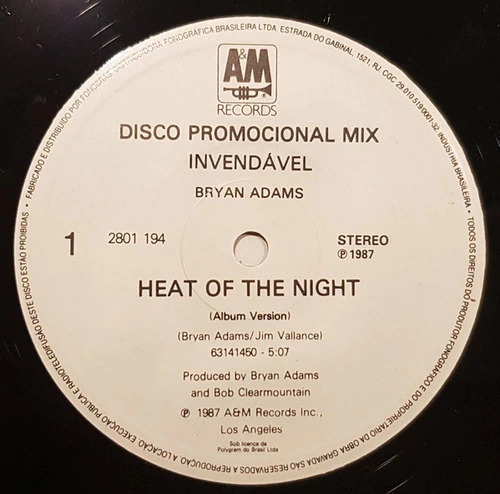 A&M
RECORDS
DISCO PROMOCIONAL MIX
INVENDÁVEL
BRYAN ADAMS
1
2801 194
STEREO
℗ 1987
HEAT OF THE NIGHT
(Album Version)
(Bryan Adams/Jim Vallance)
63141450 - 5:07
Produced by Bryan Adams
and Bob Clearmountain
℗ 1987 A&M Records Inc.,
Los Angeles
Sob licença da
Polygram do Brasil Ltda
• FABRICADO E DISTRIBUIDO POR FONOBRÁS, DISTRIBUIDORA FONOGRÁFICA BRASILEIRA LTDA, ESTRADA DO GABINAL, 1521, RJ, CGC 29.010.519/0001-32, INDÚSTRIA BRASILEIRA • TODOS OS DIREITOS DO PRODUTOR FONOGRÁFICO E DO PROPRIETÁRIO DA OBRA GRAVADA SÃO RESERVADOS A REPRODUÇÃO A LOCAÇÃO, EXECUÇÃO PÚBLICA E RADIOTELEDIFUSÃO DESTE DISCO ESTÃO PROIBIDAS